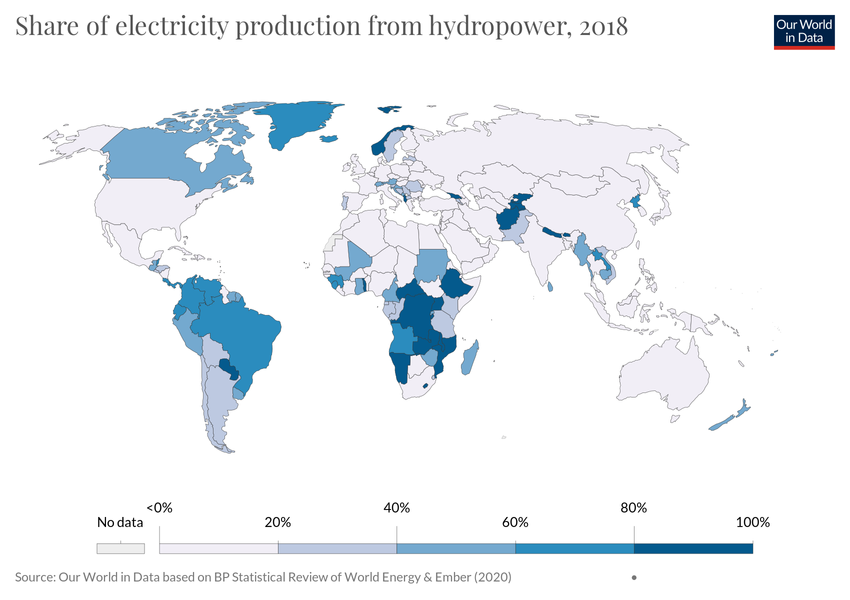 Share of electricity production from hydropower, 2018
Our World
in Data
<0% 40% 80%
No data 20% 60% 100%
Source: Our World in Data based on BP Statistical Review of World Energy & Ember (2020)